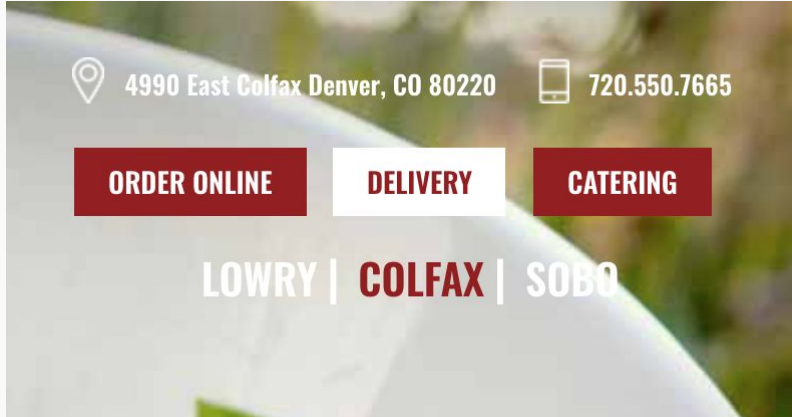 4990 East Colfax Denver, CO 80220 720.550.7665
ORDER ONLINE DELIVERY CATERING
LOWRY | COLFAX | SOBO